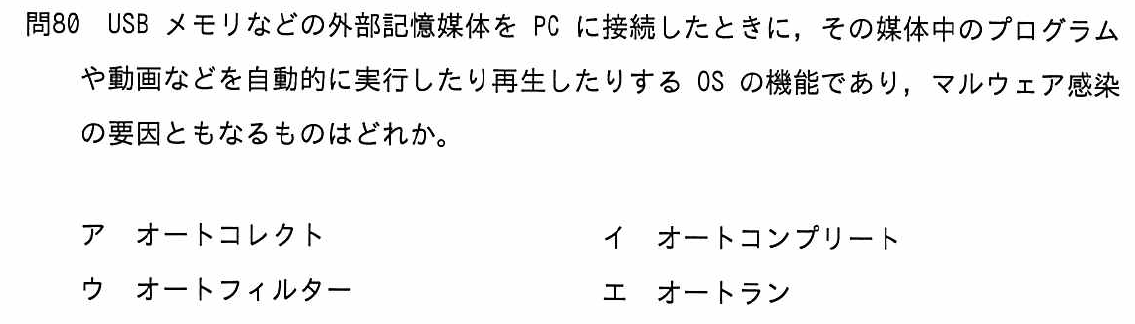 問80 USB メモリなどの外部記憶媒体を PC に接続したときに，その媒体中のプログラム
や動画などを自動的に実行したり再生したりする OS の機能であり，マルウェア感染
の要因ともなるものはどれか。
ア オートコレクト イ オートコンプリート
ウ オートフィルター エ オートラン